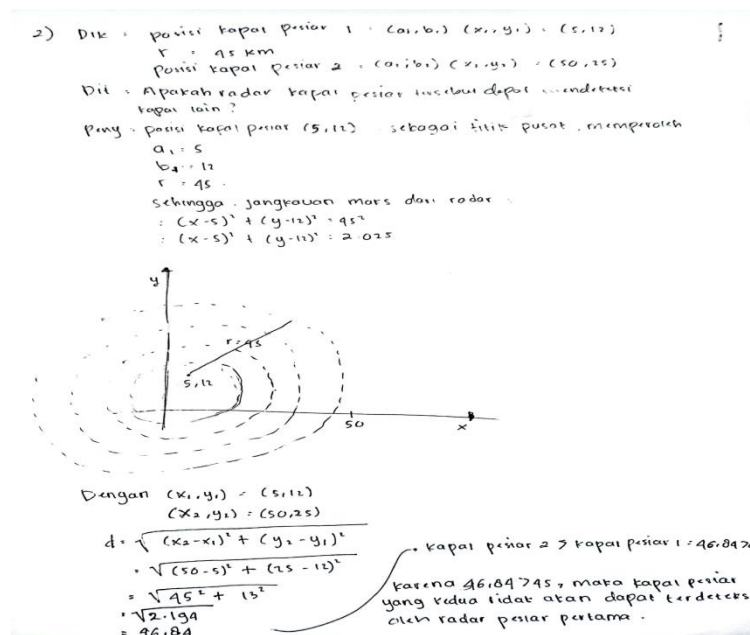 2) Dik : posisi kapal pesiar 1 : (a₁, b₁) (x₁, y₁) = (5,12)
r = 45 km
Posisi kapal pesiar 2 : (a₁; b₁) (x₁, y₂) = (50,25)
Dit : Apakah radar kapal pesiar tersebut dapat mendeteksi
kapal lain ?
Peny : posisi kapal pesiar (5,12) sebagai titik pusat, memperoleh
a₁ = 5
b₁ = 12
r = 45
sehingga jangkauan maks dari radar
: (x-5)² + (y-12)² = 45²
: (x-5)² + (y-12)² = 2.025
y
r = 45
5,12
50
x
Dengan (x₁, y₁) = (5,12)
(x₂, y₂) = (50,25)
d = √(x₂-x₁)² + (y₂-y₁)²
= √(50-5)² + (25-12)²
= √45² + 13²
= √2.194
= 46,84
kapal pesiar 2 > kapal pesiar 1 = 46,84>
karena 46,84 > 45, maka kapal pesiar
yang kedua tidak akan dapat terdeteks
oleh radar pesiar pertama.